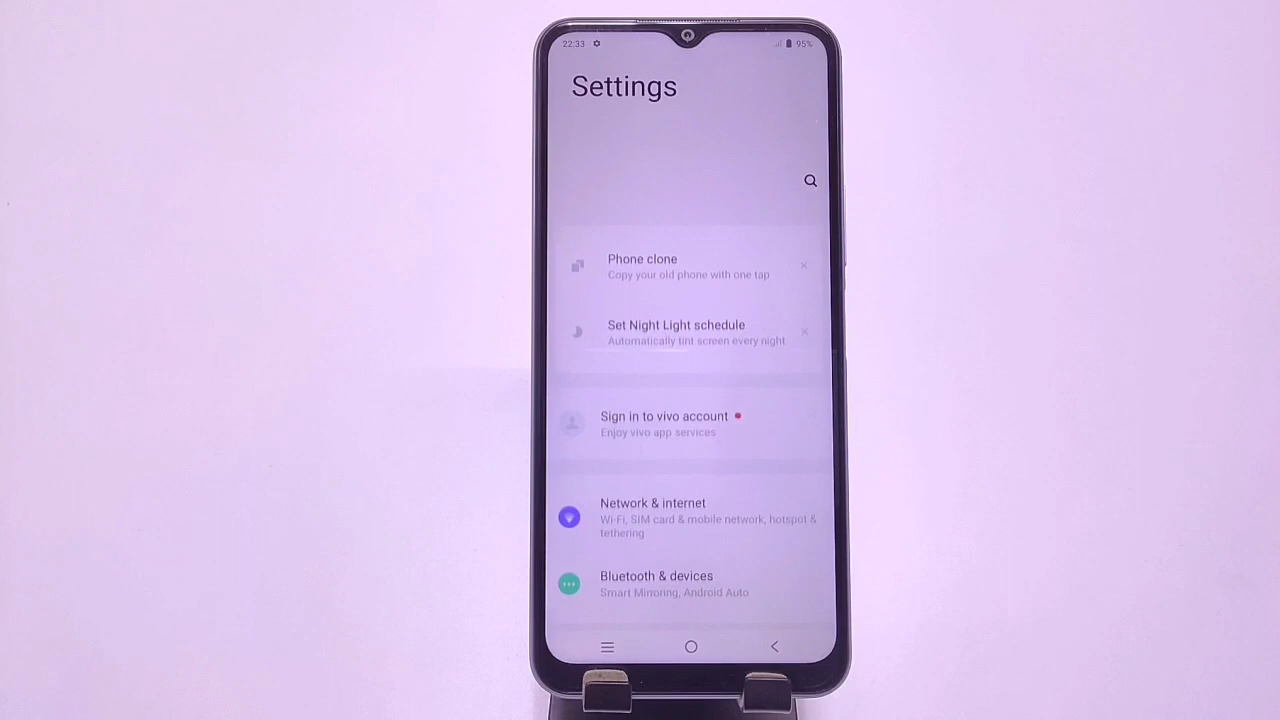 22:33 95%
Settings
Phone clone
Copy your old phone with one tap
Set Night Light schedule
Automatically tint screen every night
Sign in to vivo account
Enjoy vivo app services
Network & internet
Wi-Fi, SIM card & mobile network, hotspot &
tethering
Bluetooth & devices
Smart Mirroring, Android Auto